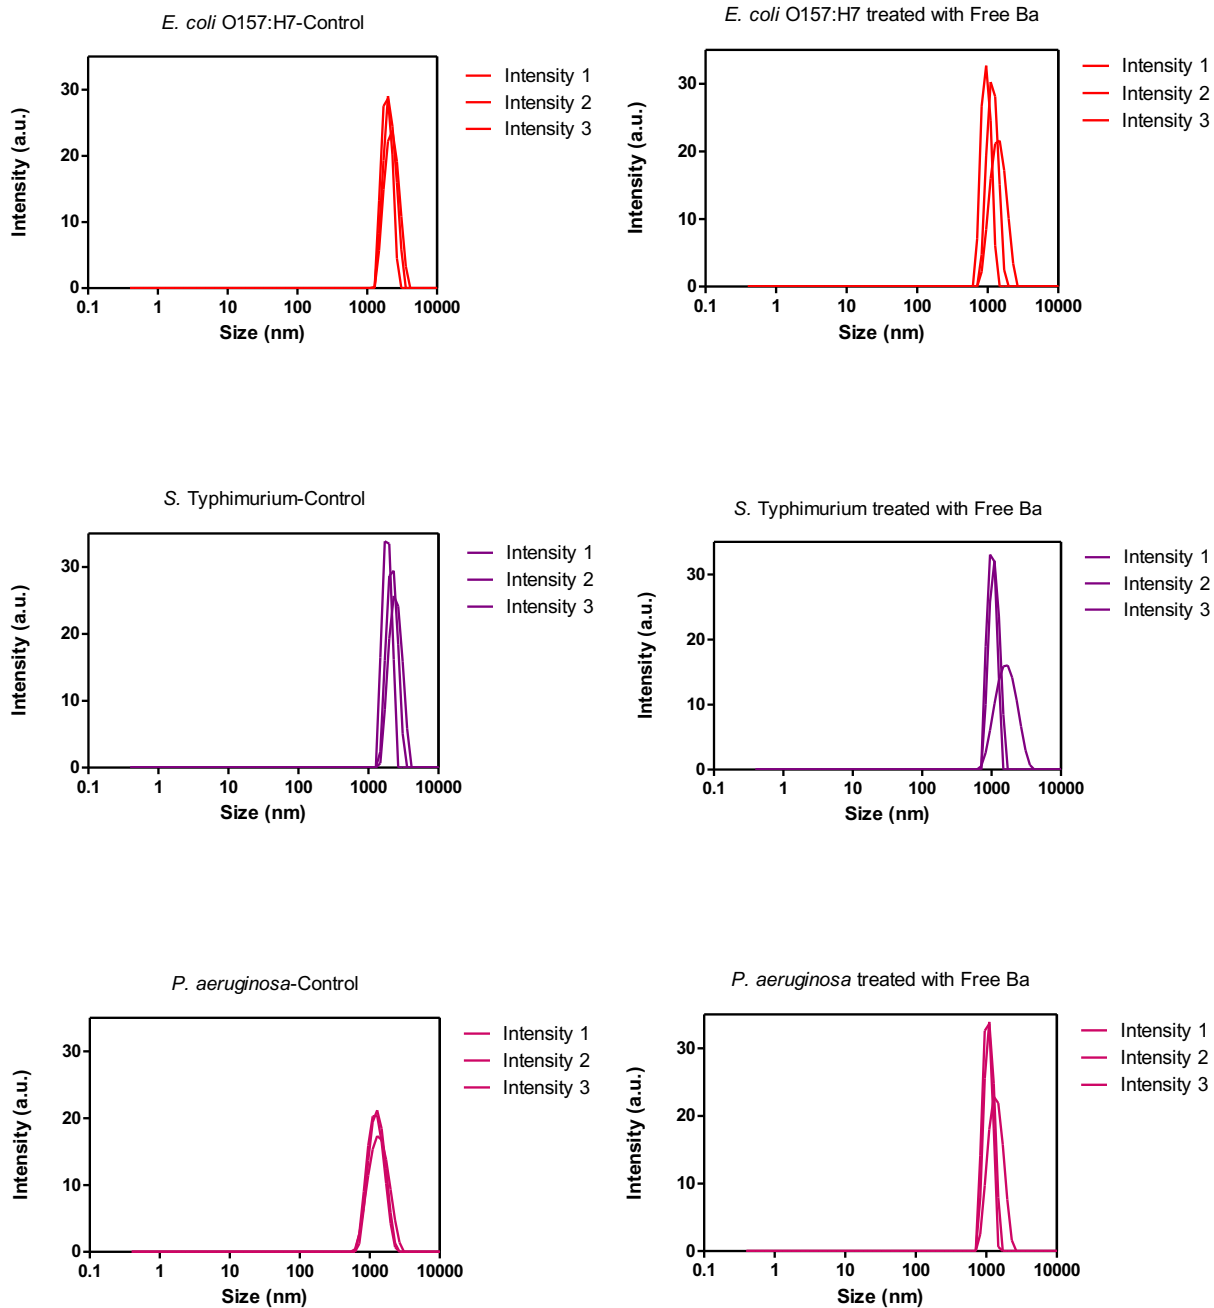 E. coli O157:H7-Control
Intensity (a.u.)
30
20
10
0
0.1 1 10 100 1000 10000
Size (nm)
Intensity 1
Intensity 2
Intensity 3
E. coli O157:H7 treated with Free Ba
Intensity (a.u.)
30
20
10
0
0.1 1 10 100 1000 10000
Size (nm)
Intensity 1
Intensity 2
Intensity 3
S. Typhimurium-Control
Intensity (a.u.)
30
20
10
0
0.1 1 10 100 1000 10000
Size (nm)
Intensity 1
Intensity 2
Intensity 3
S. Typhimurium treated with Free Ba
Intensity (a.u.)
30
20
10
0
0.1 1 10 100 1000 10000
Size (nm)
Intensity 1
Intensity 2
Intensity 3
P. aeruginosa-Control
Intensity (a.u.)
30
20
10
0
0.1 1 10 100 1000 10000
Size (nm)
Intensity 1
Intensity 2
Intensity 3
P. aeruginosa treated with Free Ba
Intensity (a.u.)
30
20
10
0
0.1 1 10 100 1000 10000
Size (nm)
Intensity 1
Intensity 2
Intensity 3